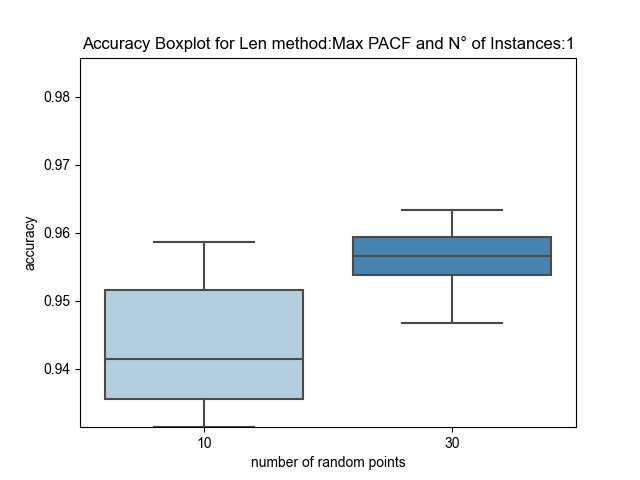 Accuracy Boxplot for Len method:Max PACF and N° of Instances:1
0.98
0.97
0.96
0.95
0.94
accuracy
10
30
number of random points